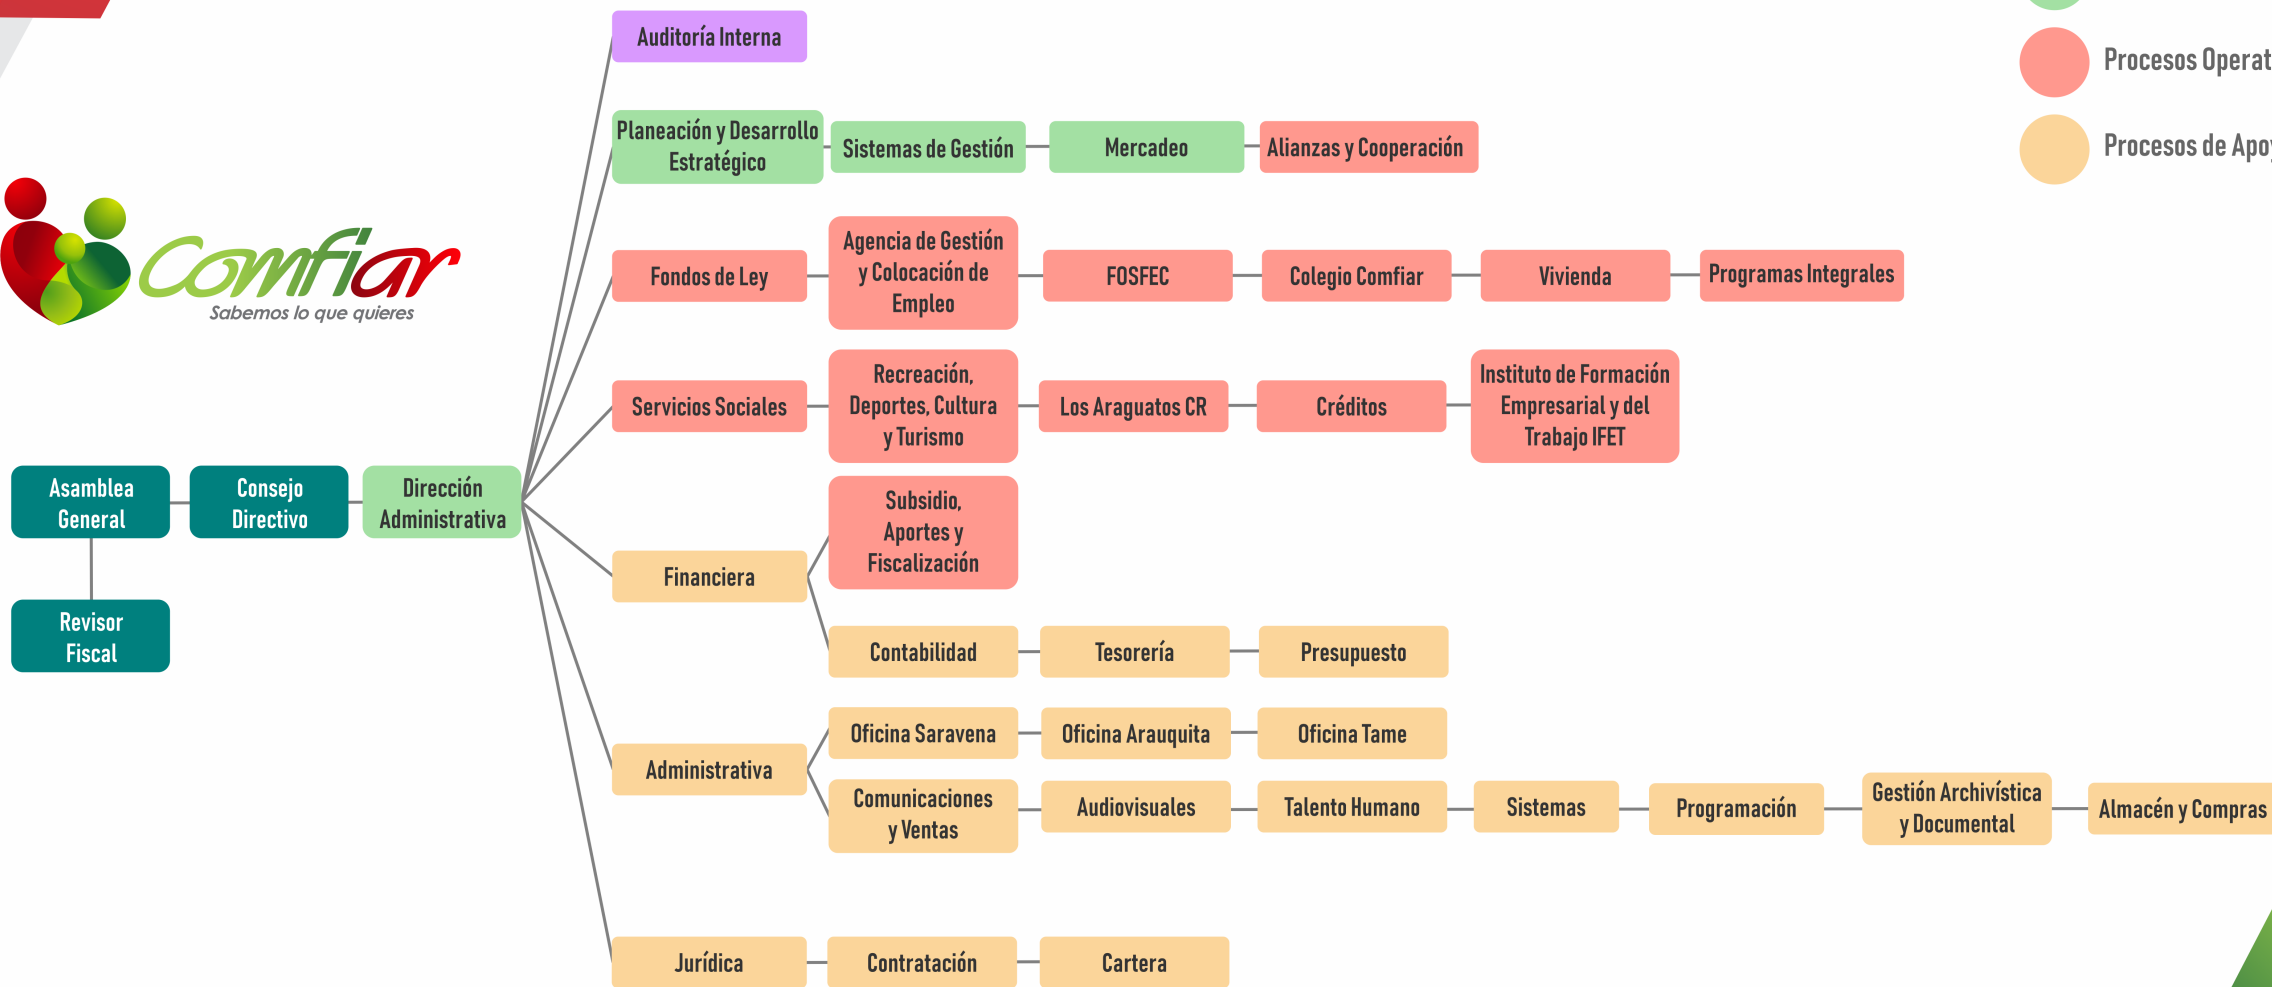 Auditoría Interna
Procesos Operat
Planeación y Desarrollo
Estratégico
Sistemas de Gestión
Mercadeo
Alianzas y Cooperación
Procesos de Apoy
Comfiar
Sabemos lo que quieres
Fondos de Ley
Agencia de Gestión
y Colocación de
Empleo
FOSFEC
Colegio Comfiar
Vivienda
Programas Integrales
Servicios Sociales
Recreación,
Deportes, Cultura
y Turismo
Los Araguatos CR
Créditos
Instituto de Formación
Empresarial y del
Trabajo IFET
Asamblea
General
Consejo
Directivo
Dirección
Administrativa
Revisor
Fiscal
Financiera
Subsidio,
Aportes y
Fiscalización
Contabilidad
Tesorería
Presupuesto
Administrativa
Oficina Saravena
Oficina Arauquita
Oficina Tame
Comunicaciones
y Ventas
Audiovisuales
Talento Humano
Sistemas
Programación
Gestión Archivística
y Documental
Almacén y Compras
Jurídica
Contratación
Cartera